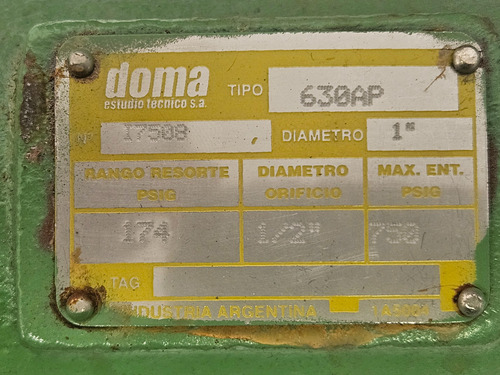 doma
estudio tecnico s.a.
TIPO 630AP
Nº 17508 DIAMETRO 1"
RANGO RESORTE DIAMETRO MAX. ENT.
PSIG ORIFICIO PSIG
174 1/2" 750
TAG
INDUSTRIA ARGENTINA